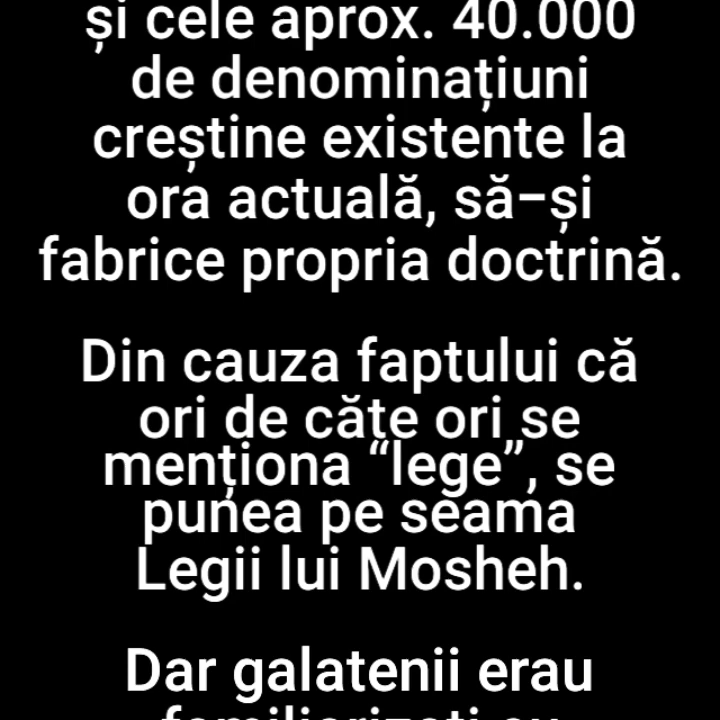 și cele aprox. 40.000
de denominațiuni
creștine existente la
ora actuală, să-și
fabrice propria doctrină.
Din cauza faptului că
ori de căte ori se
menționa “lege”, se
punea pe seama
Legii lui Mosheh.
Dar galatenii erau